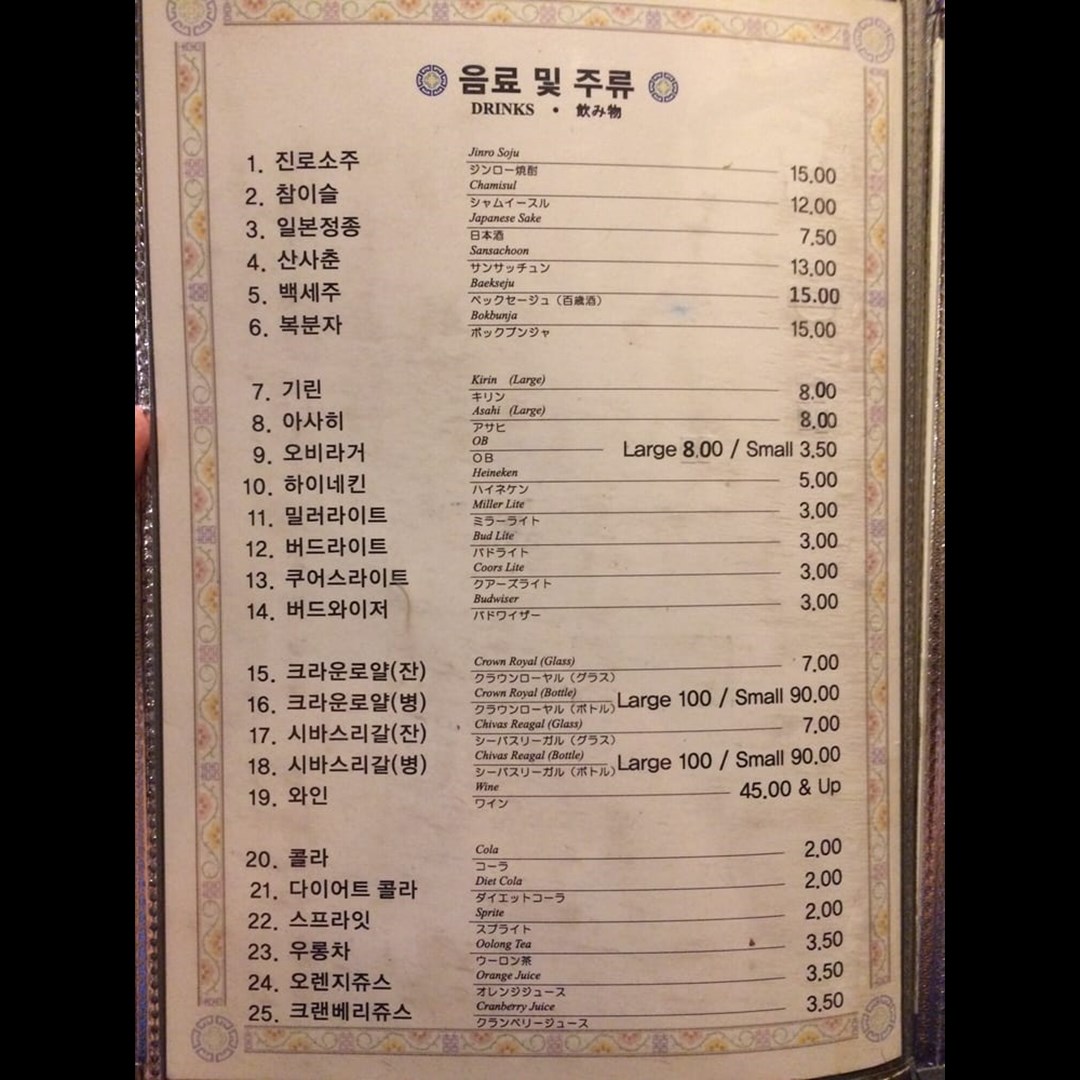 음료 및 주류
DRINKS • 飲み物
1. 진로소주 Jinro Soju 15.00
ジンロー焼酎
2. 참이슬 Chamisul 12.00
シャムイースル
3. 일본정종 Japanese Sake 7.50
日本酒
4. 산사춘 Sansachoon 13.00
サンサッチュン
5. 백세주 Baekseju 15.00
ペックセージュ（百歳酒）
6. 복분자 Bokbunja 15.00
ボックブンジャ
7. 기린 Kirin (Large) 8.00
キリン
8. 아사히 Asahi (Large) 8.00
アサヒ
9. 오비라거 OB Large 8.00 / Small 3.50
OB
10. 하이네킨 Heineken 5.00
ハイネケン
11. 밀러라이트 Miller Lite 3.00
ミラーライト
12. 버드라이트 Bud Lite 3.00
バドライト
13. 쿠어스라이트 Coors Lite 3.00
クアーズライト
14. 버드와이저 Budwiser 3.00
バドワイザー
15. 크라운로얄(잔) Crown Royal (Glass) 7.00
クラウンローヤル（グラス）
16. 크라운로얄(병) Crown Royal (Bottle) Large 100 / Small 90.00
クラウンローヤル（ボトル）
17. 시바스리갈(잔) Chivas Reagal (Glass) 7.00
シーバスリーガル（グラス）
18. 시바스리갈(병) Chivas Reagal (Bottle) Large 100 / Small 90.00
シーバスリーガル（ボトル）
19. 와인 Wine 45.00 & Up
ワイン
20. 콜라 Cola 2.00
コーラ
21. 다이어트 콜라 Diet Cola 2.00
ダイエットコーラ
22. 스프라잇 Sprite 2.00
スプライト
23. 우롱차 Oolong Tea 3.50
ウーロン茶
24. 오렌지쥬스 Orange Juice 3.50
オレンジジュース
25. 크랜베리쥬스 Cranberry Juice 3.50
クランベリージュース